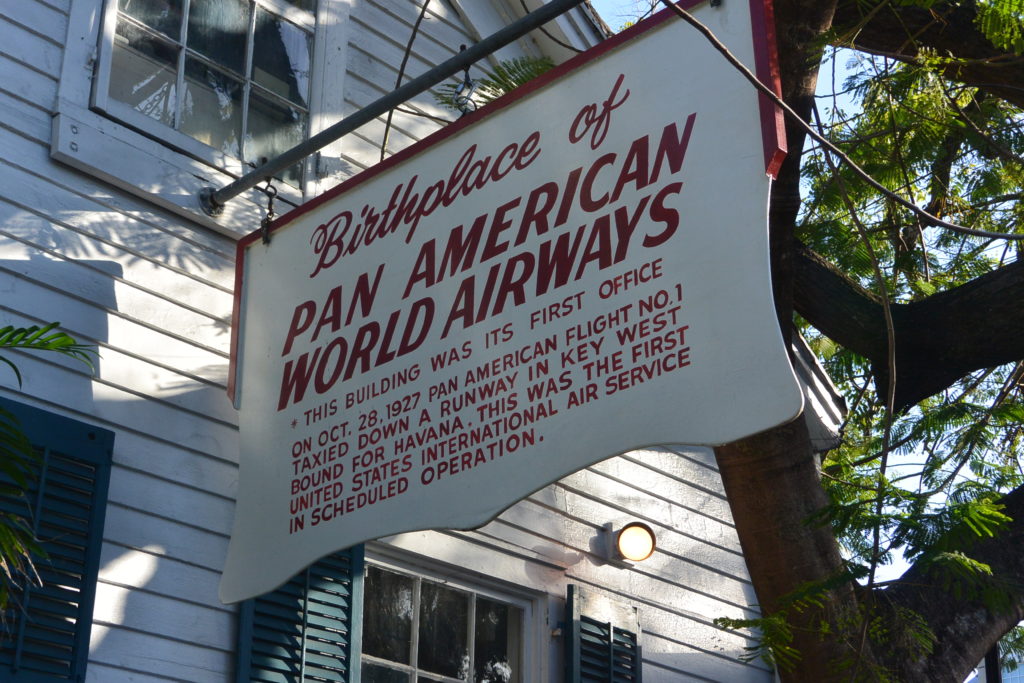 Birthplace of
PAN AMERICAN
WORLD AIRWAYS
* THIS BUILDING WAS ITS FIRST OFFICE
ON OCT. 28, 1927 PAN AMERICAN FLIGHT NO. 1
TAXIED DOWN A RUNWAY IN KEY WEST
BOUND FOR HAVANA. THIS WAS THE FIRST
UNITED STATES INTERNATIONAL AIR SERVICE
IN SCHEDULED OPERATION.